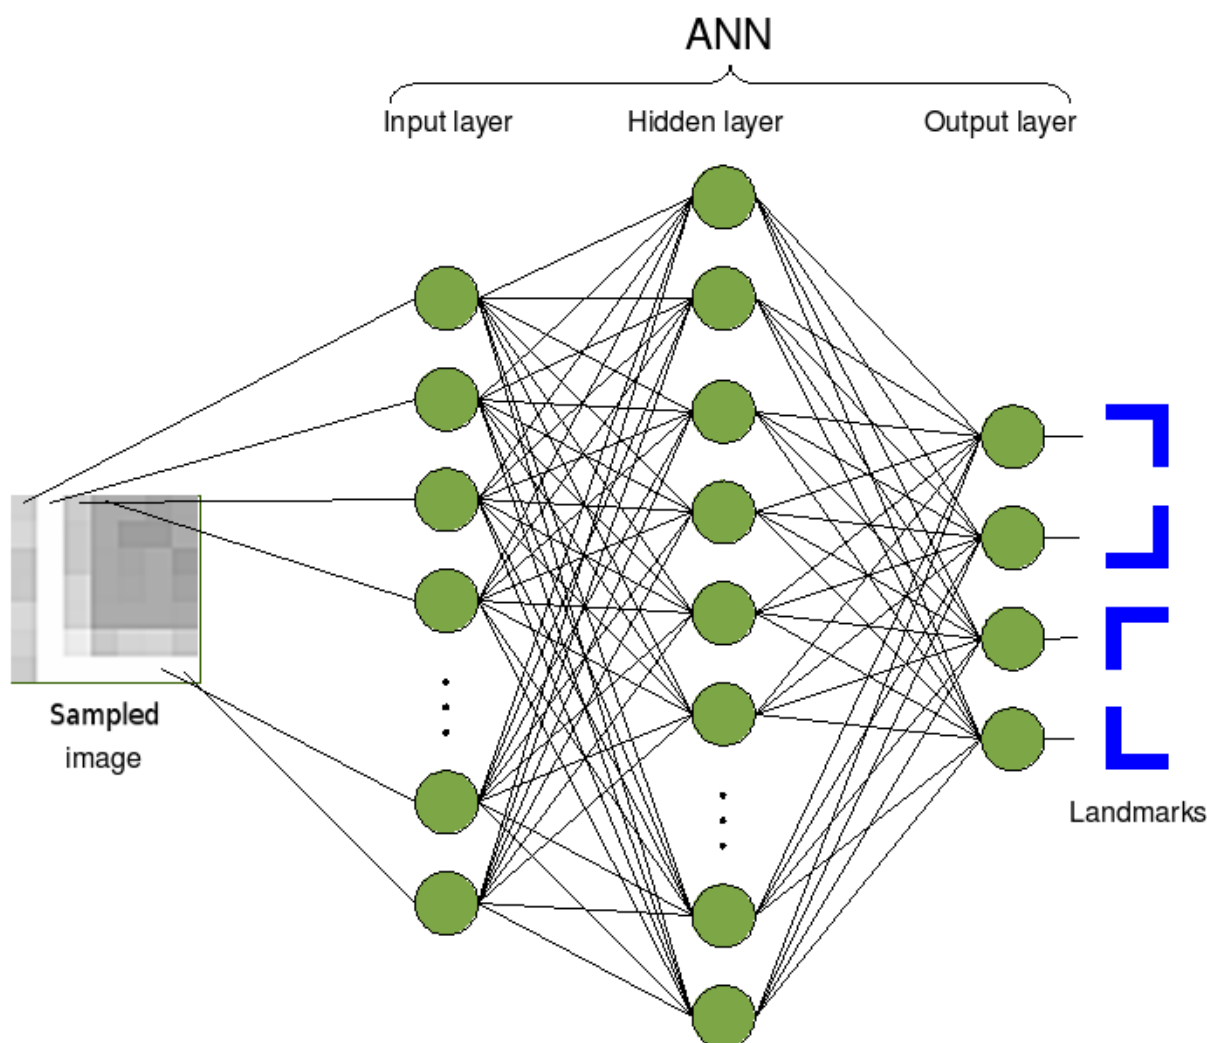 ANN
Input layer
Hidden layer
Output layer
Sampled
image
Landmarks